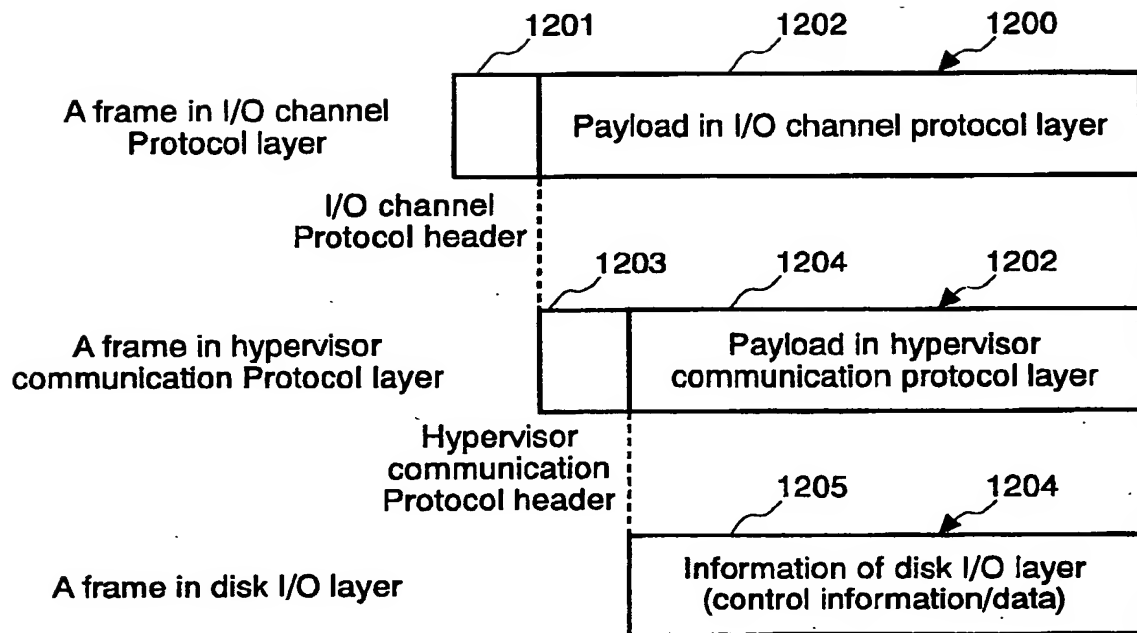 1201
1202
1200
A frame in I/O channel
Protocol layer
Payload in I/O channel protocol layer
I/O channel
Protocol header
1203
1204
1202
A frame in hypervisor
communication Protocol layer
Payload in hypervisor
communication protocol layer
Hypervisor
communication
Protocol header
1205
1204
A frame in disk I/O layer
Information of disk I/O layer
(control information/data)